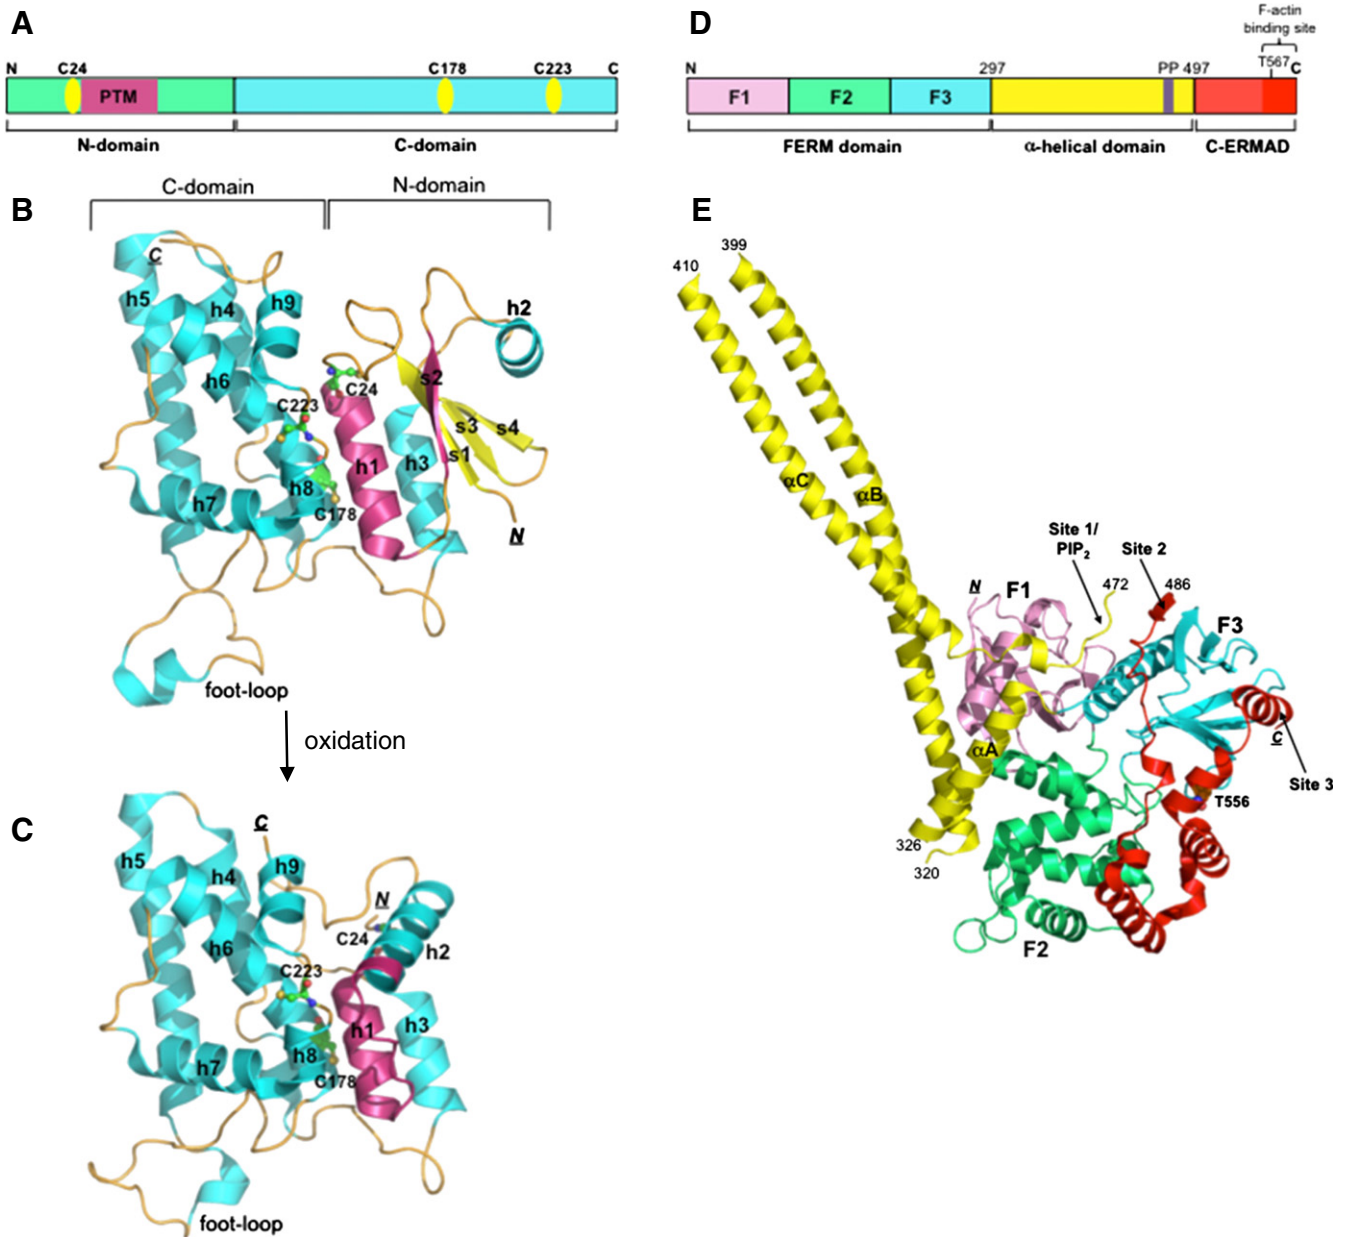 A
N C24 C178 C223 C
PTM
N-domain C-domain
B
C-domain N-domain
C
h5 h4 h9 h2
h6 s2
C24
C223
s3 s4
s1
h1 h3
h8
h7
C178
N
foot-loop
oxidation
C
C
h5 h4 h9
N
C24
h6 h2
C223
h1 h3
h8
h7
C178
foot-loop
D
F-actin
binding site
N 297 PP 497 T567 C
F1 F2 F3
FERM domain α-helical domain C-ERMAD
E
399
410
αC
αB
Site 1/
PIP2
Site 2
N F1 472 486
F3
αA
C
Site 3
T556
326
320
F2